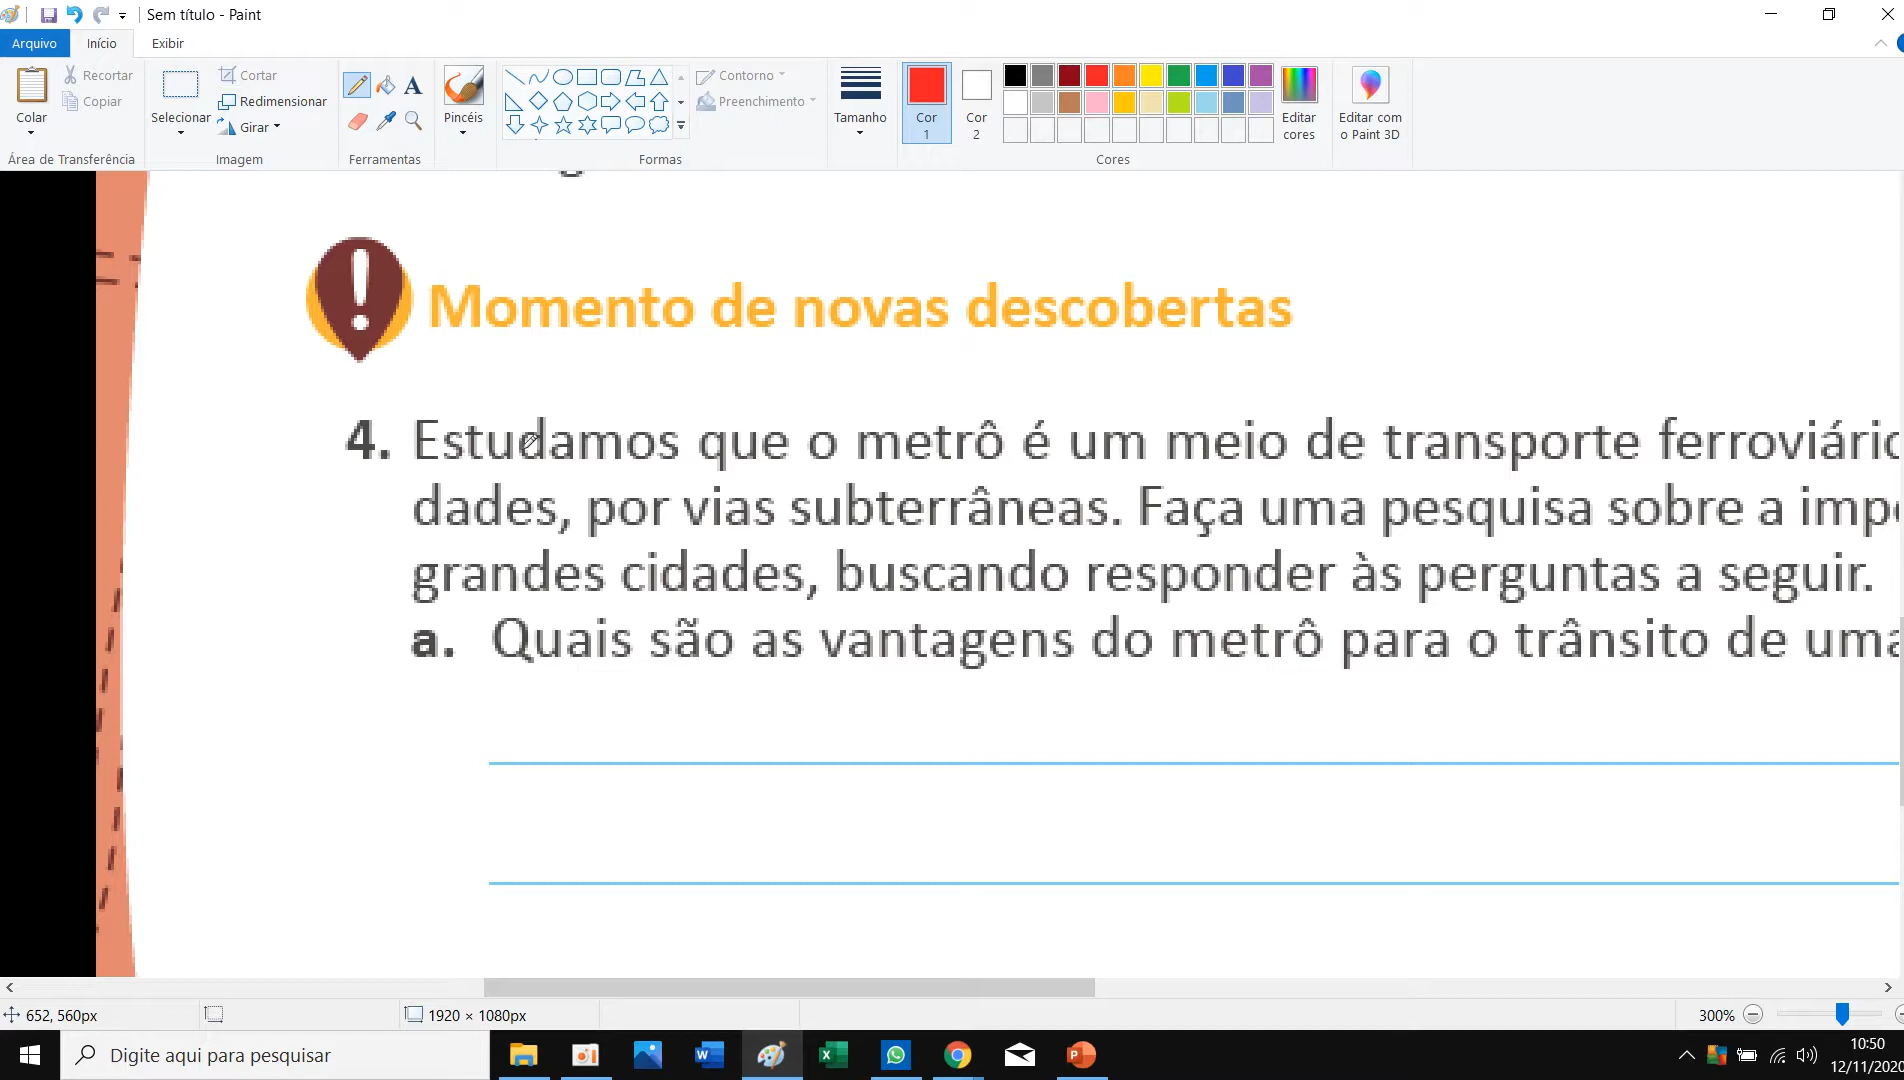 Sem título - Paint
Arquivo
Início
Exibir
Colar
Recortar
Copiar
Área de Transferência
Selecionar
Cortar
Redimensionar
Girar
Imagem
A
Ferramentas
Pincéis
Contorno
Preenchimento
Formas
Tamanho
Cor
1
Cor
2
Editar
cores
Editar com
o Paint 3D
Cores
Momento de novas descobertas
4. Estudamos que o metrô é um meio de transporte ferroviári
dades, por vias subterrâneas. Faça uma pesquisa sobre a imp
grandes cidades, buscando responder às perguntas a seguir.
a. Quais são as vantagens do metrô para o trânsito de uma
652, 560px
1920 × 1080px
300%
Digite aqui para pesquisar
10:50
12/11/2020